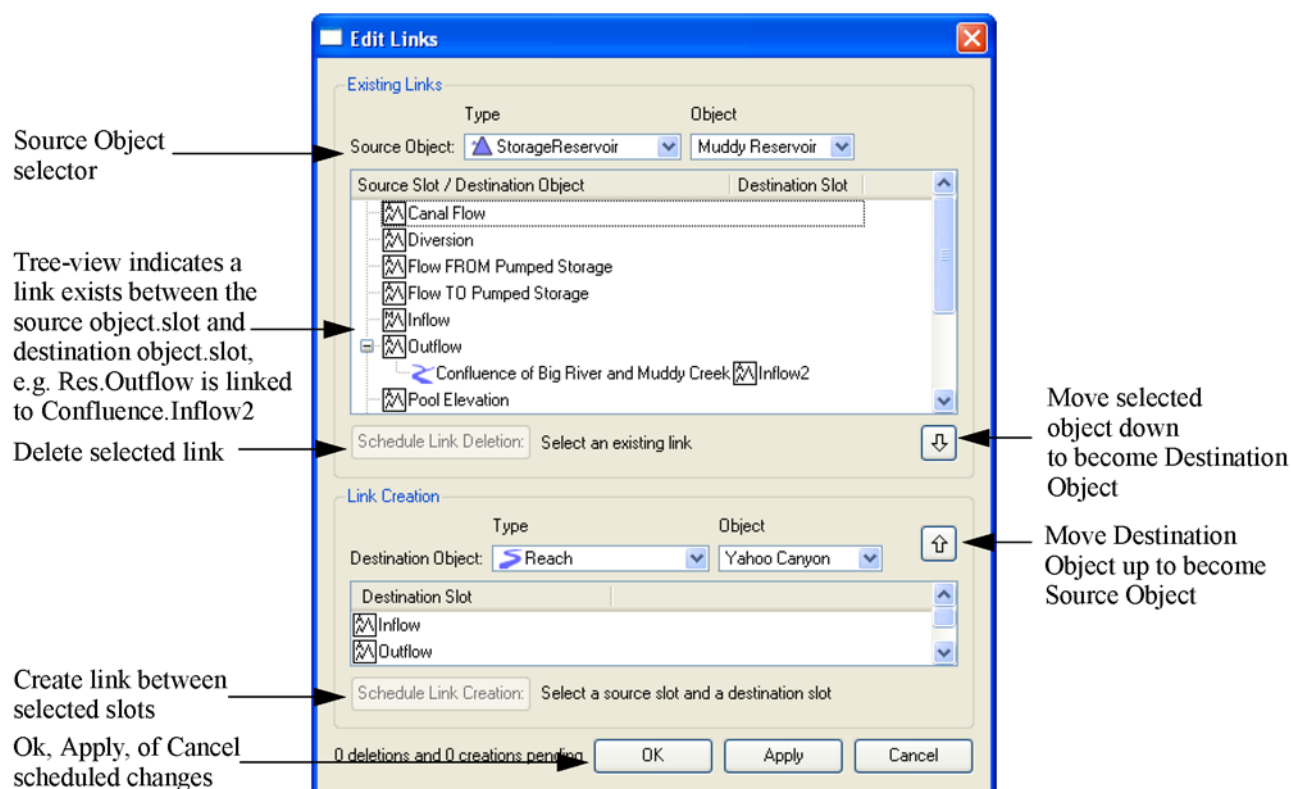 Edit Links
Existing Links
Type Object
Source Object: StorageReservoir Muddy Reservoir
Source Slot / Destination Object Destination Slot
Canal Flow
Diversion
Flow FROM Pumped Storage
Flow TO Pumped Storage
Inflow
Outflow
Confluence of Big River and Muddy Creek Inflow2
Pool Elevation
Schedule Link Deletion: Select an existing link
Link Creation
Type Object
Destination Object: Reach Yahoo Canyon
Destination Slot
Inflow
Outflow
Schedule Link Creation: Select a source slot and a destination slot
0 deletions and 0 creations pending OK Apply Cancel
Source Object
selector
Tree-view indicates a
link exists between the
source object.slot and
destination object.slot,
e.g. Res.Outflow is linked
to Confluence.Inflow2
Delete selected link
Create link between
selected slots
Ok, Apply, of Cancel
scheduled changes
Move selected
object down
to become Destination
Object
Move Destination
Object up to become
Source Object